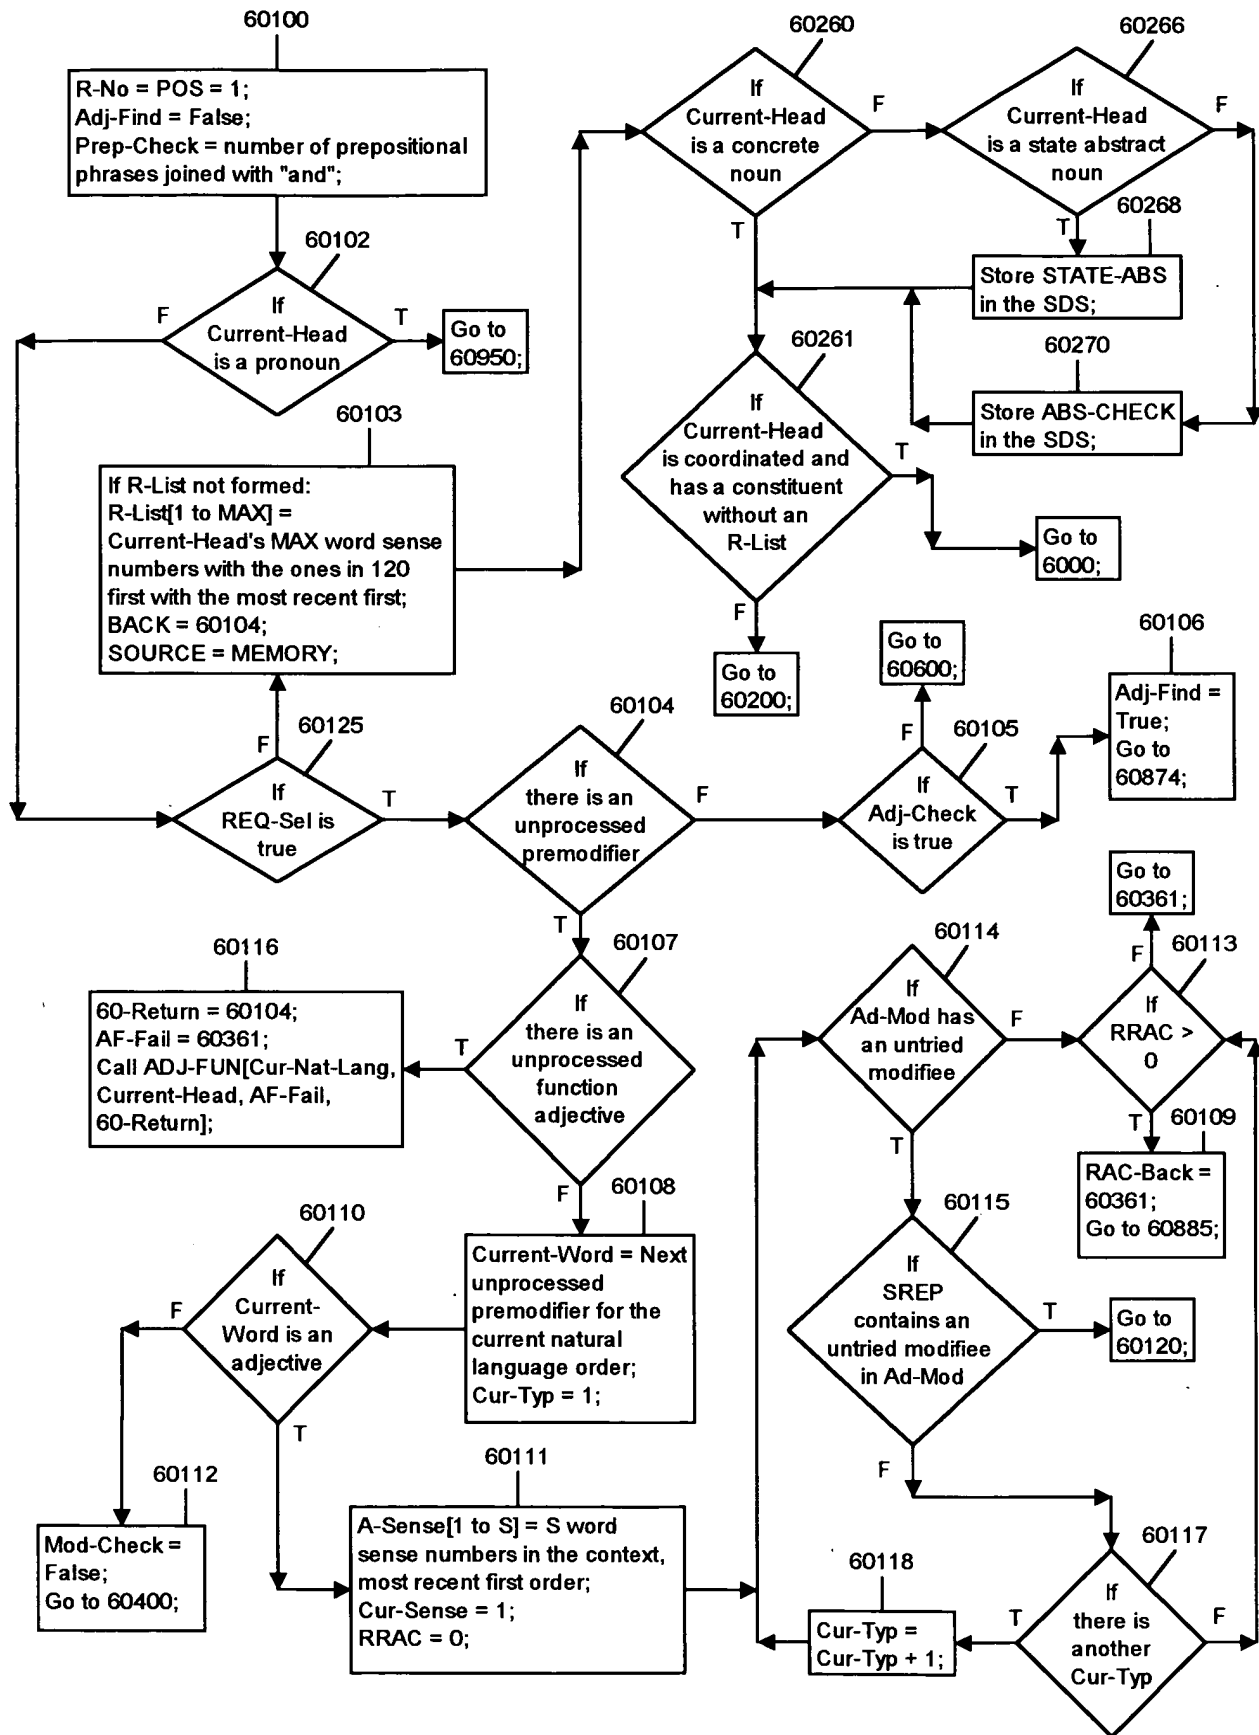 60100
R-No = POS = 1;
Adj-Find = False;
Prep-Check = number of prepositional
phrases joined with "and";
60102
If
Current-Head
is a pronoun
F
T
Go to
60950;
60103
If R-List not formed:
R-List[1 to MAX] =
Current-Head's MAX word sense
numbers with the ones in 120
first with the most recent first;
BACK = 60104;
SOURCE = MEMORY;
60125
F
If
REQ-Sel is
true
T
60260
If
Current-Head
is a concrete
noun
F
T
60266
If
Current-Head
is a state abstract
noun
F
T
60268
Store STATE-ABS
in the SDS;
60270
Store ABS-CHECK
in the SDS;
60261
If
Current-Head
is coordinated and
has a constituent
without an
R-List
T
F
Go to
6000;
Go to
60200;
60104
If
there is an
unprocessed
premodifier
F
T
Go to
60600;
60105
F
If
Adj-Check
is true
T
60106
Adj-Find =
True;
Go to
60874;
60107
If
there is an
unprocessed
function
adjective
T
F
60116
60-Return = 60104;
AF-Fail = 60361;
Call ADJ-FUN[Cur-Nat-Lang,
Current-Head, AF-Fail,
60-Return];
60108
Current-Word = Next
unprocessed
premodifier for the
current natural
language order;
Cur-Typ = 1;
60110
If
Current-
Word is an
adjective
F
T
60112
Mod-Check =
False;
Go to 60400;
60111
A-Sense[1 to S] = S word
sense numbers in the context,
most recent first order;
Cur-Sense = 1;
RRAC = 0;
60114
If
Ad-Mod has
an untried
modifiee
F
T
Go to
60361;
60113
F
If
RRAC >
0
T
60109
RAC-Back =
60361;
Go to 60885;
60115
If
SREP
contains an
untried modifiee
in Ad-Mod
T
F
Go to
60120;
60117
If
there is
another
Cur-Typ
T
F
60118
Cur-Typ =
Cur-Typ + 1;